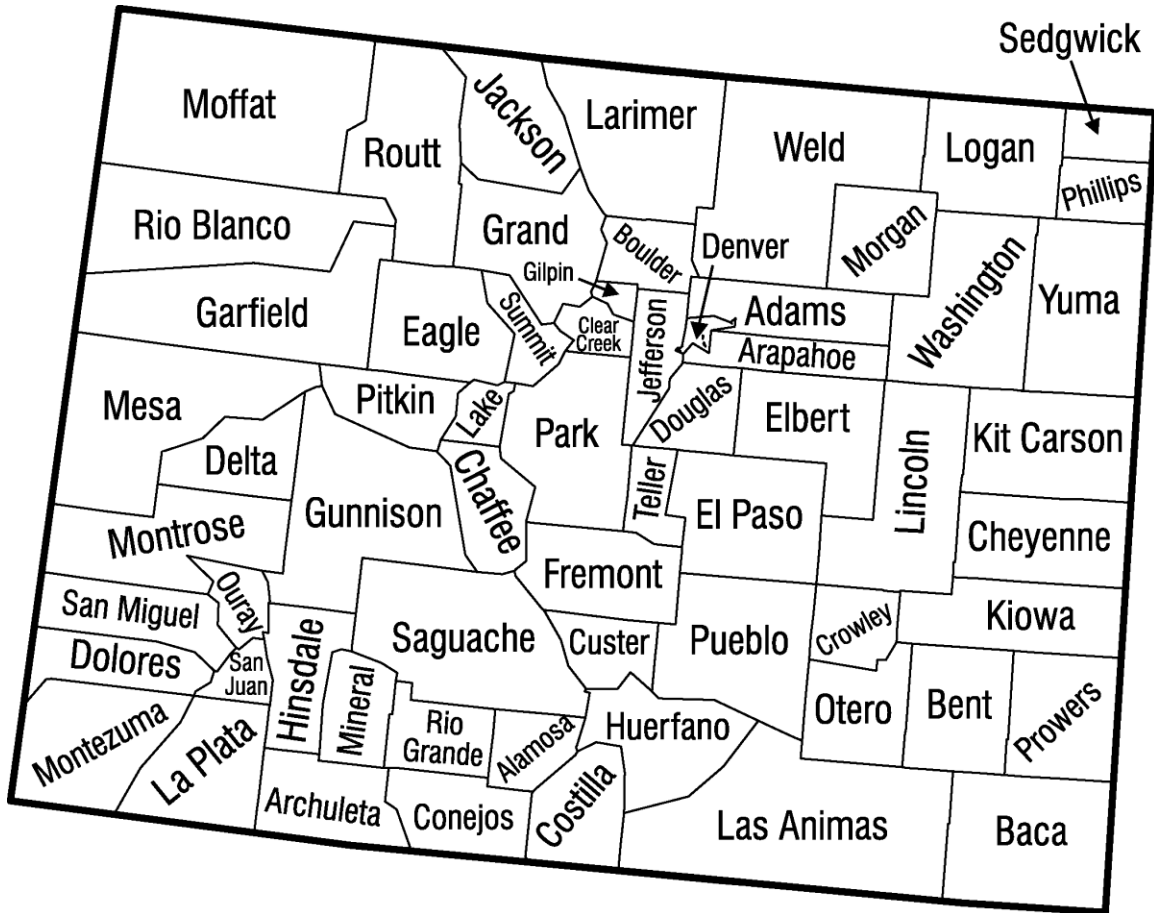 Sedgwick
Moffat
Routt
Jackson
Larimer
Weld
Logan
Phillips
Rio Blanco
Grand
Boulder
Denver
Morgan
Washington
Yuma
Garfield
Eagle
Summit
Gilpin
Clear
Creek
Jefferson
Adams
Arapahoe
Mesa
Pitkin
Lake
Park
Douglas
Elbert
Lincoln
Kit Carson
Delta
Gunnison
Chaffee
Teller
El Paso
Cheyenne
Montrose
Fremont
Ouray
San Miguel
Saguache
Custer
Pueblo
Crowley
Kiowa
Dolores
San
Juan
Hinsdale
Mineral
Rio
Grande
Alamosa
Huerfano
Otero
Bent
Prowers
Montezuma
La Plata
Archuleta
Conejos
Costilla
Las Animas
Baca